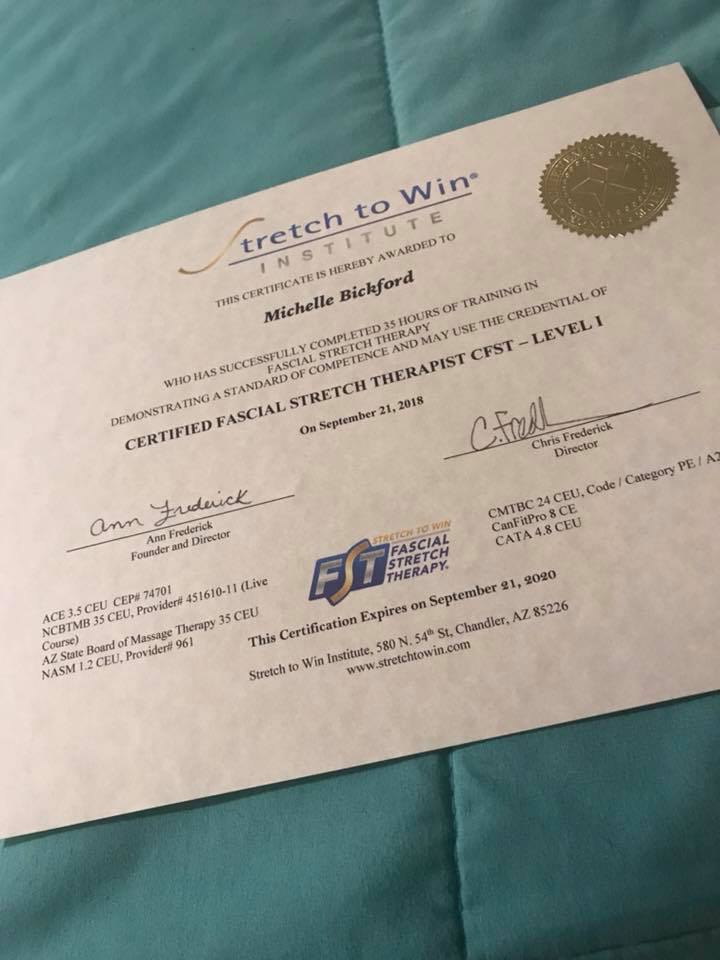 Stretch to Win®
INSTITUTE
THIS CERTIFICATE IS HEREBY AWARDED TO
Michelle Bickford
WHO HAS SUCCESSFULLY COMPLETED 35 HOURS OF TRAINING IN
FASCIAL STRETCH THERAPY
DEMONSTRATING A STANDARD OF COMPETENCE AND MAY USE THE CREDENTIAL OF
CERTIFIED FASCIAL STRETCH THERAPIST CFST – LEVEL I
On September 21, 2018
Ann Frederick
Ann Frederick
Founder and Director
C. Fred
Chris Frederick
Director
ACE 3.5 CEU CEP# 74701
NCBTMB 35 CEU, Provider# 451610-11 (Live
Course)
AZ State Board of Massage Therapy 35 CEU
NASM 1.2 CEU, Provider# 961
STRETCH TO WIN
FST
FASCIAL
STRETCH
THERAPY.
CMTBC 24 CEU, Code / Category PE / A2
CanFitPro 8 CE
CATA 4.8 CEU
This Certification Expires on September 21, 2020
Stretch to Win Institute, 580 N. 54th St, Chandler, AZ 85226
www.stretchtowin.com